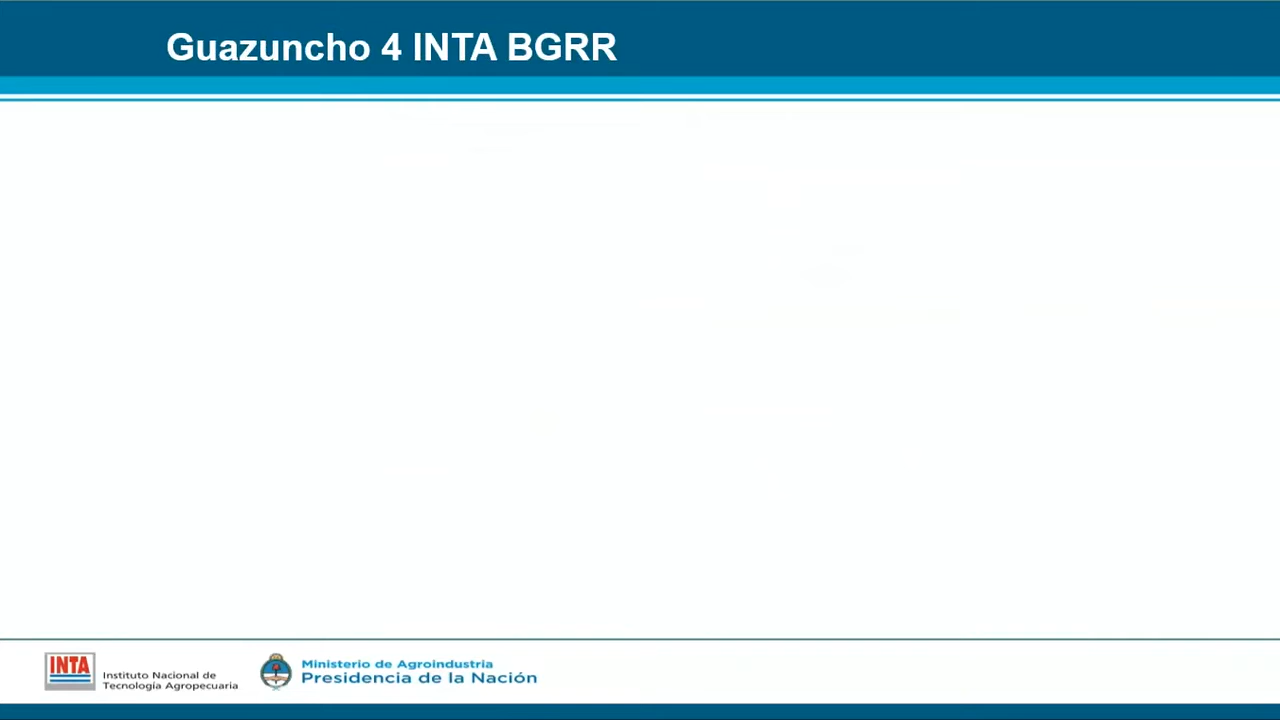 Guazuncho 4 INTA BGRR
INTA
Instituto Nacional de
Tecnología Agropecuaria
Ministerio de Agroindustria
Presidencia de la Nación